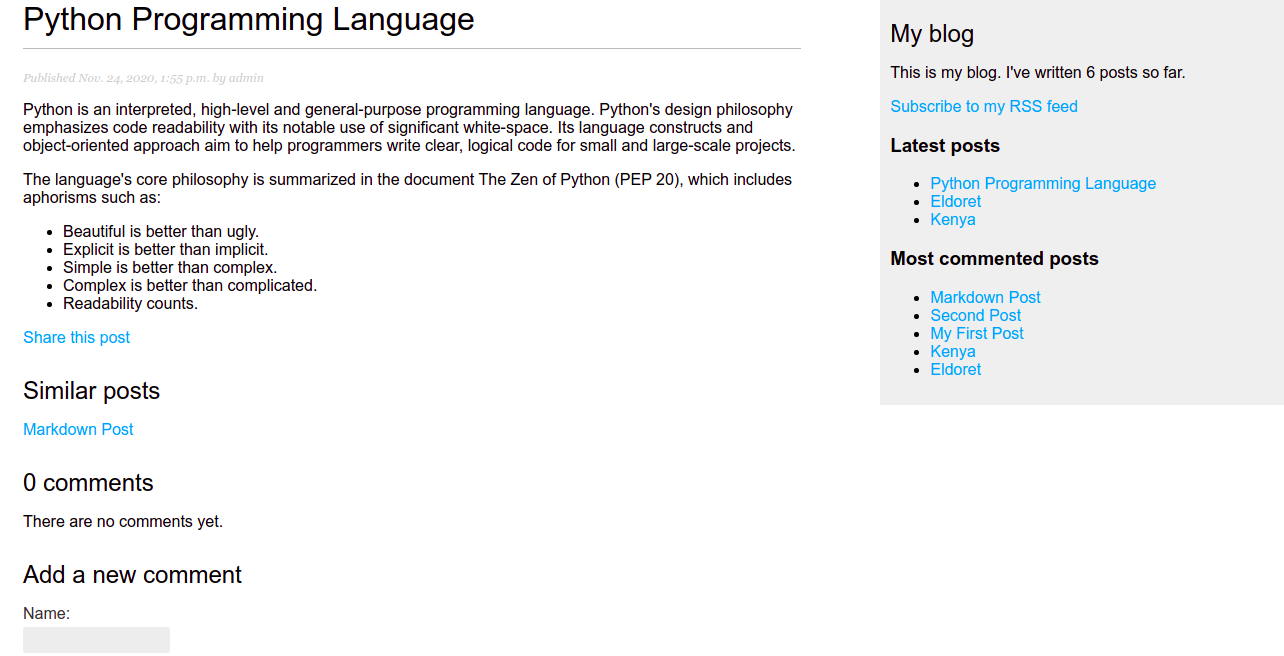 Python Programming Language
Published Nov. 24, 2020, 1:55 p.m. by admin
Python is an interpreted, high-level and general-purpose programming language. Python's design philosophy
emphasizes code readability with its notable use of significant white-space. Its language constructs and
object-oriented approach aim to help programmers write clear, logical code for small and large-scale projects.
The language's core philosophy is summarized in the document The Zen of Python (PEP 20), which includes
aphorisms such as:
Beautiful is better than ugly.
Explicit is better than implicit.
Simple is better than complex.
Complex is better than complicated.
Readability counts.
Share this post
Similar posts
Markdown Post
0 comments
There are no comments yet.
Add a new comment
Name:
My blog
This is my blog. I've written 6 posts so far.
Subscribe to my RSS feed
Latest posts
Python Programming Language
Eldoret
Kenya
Most commented posts
Markdown Post
Second Post
My First Post
Kenya
Eldoret